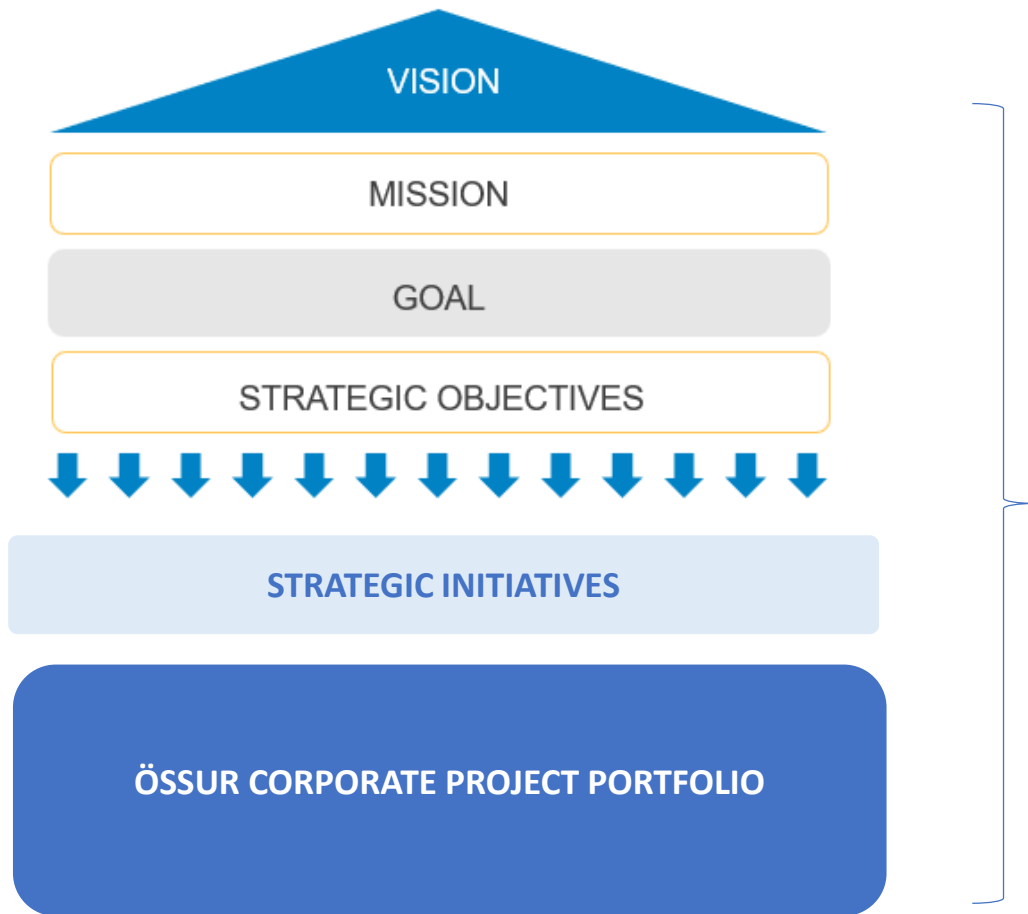 VISION
MISSION
GOAL
STRATEGIC OBJECTIVES
STRATEGIC INITIATIVES
ÖSSUR CORPORATE PROJECT PORTFOLIO